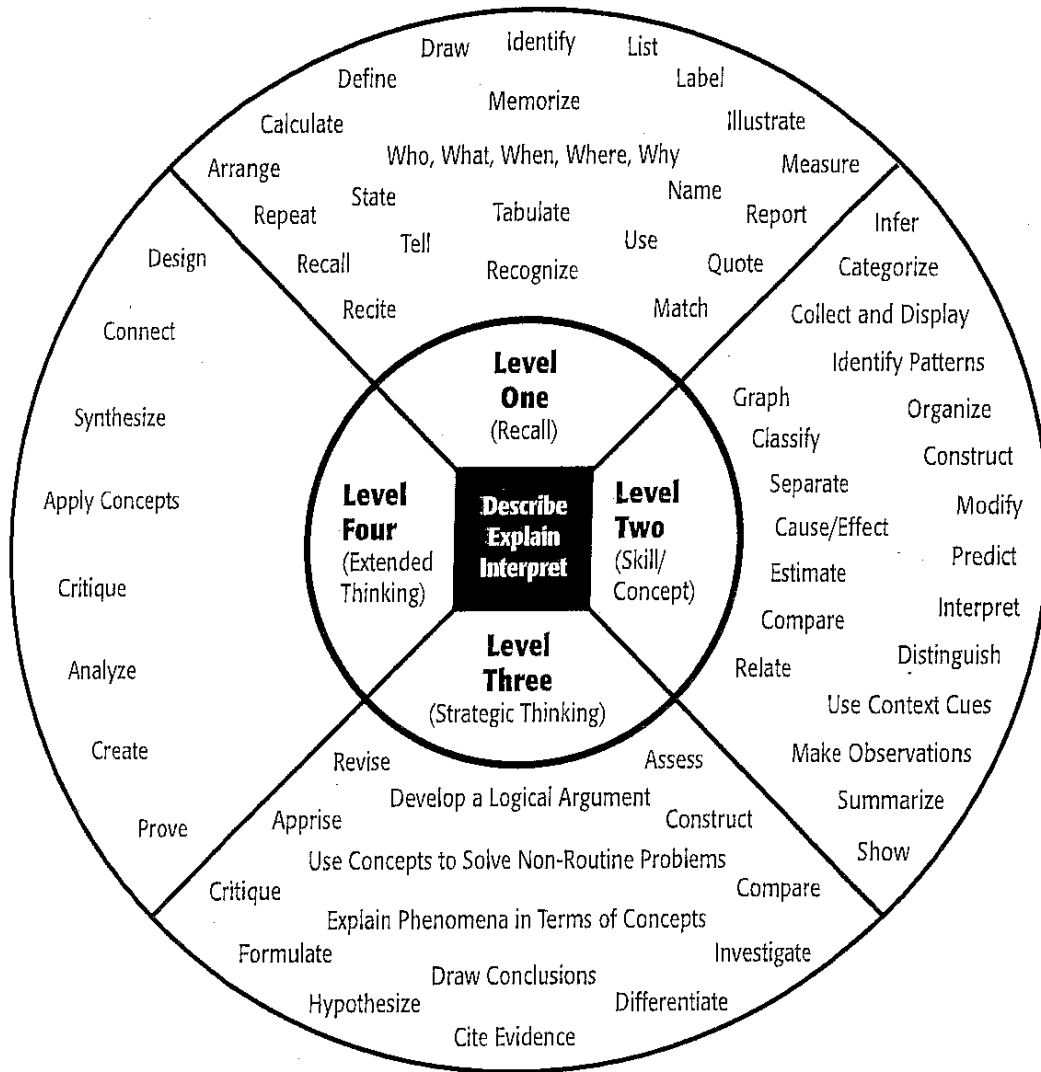 Draw
Identify
List
Define
Label
Memorize
Calculate
Illustrate
Who, What, When, Where, Why
Arrange
Measure
State
Name
Repeat
Tabulate
Report
Tell
Use
Recall
Recognize
Quote
Recite
Match
Level
One
(Recall)
Infer
Categorize
Collect and Display
Identify Patterns
Graph
Organize
Classify
Construct
Separate
Modify
Cause/Effect
Predict
Estimate
Interpret
Compare
Distinguish
Relate
Use Context Cues
Make Observations
Summarize
Show
Level
Two
(Skill/
Concept)
Describe
Explain
Interpret
Level
Three
(Strategic Thinking)
Revise
Assess
Develop a Logical Argument
Apprise
Construct
Use Concepts to Solve Non-Routine Problems
Critique
Compare
Explain Phenomena in Terms of Concepts
Formulate
Investigate
Draw Conclusions
Hypothesize
Differentiate
Cite Evidence
Level
Four
(Extended
Thinking)
Design
Connect
Synthesize
Apply Concepts
Critique
Analyze
Create
Prove